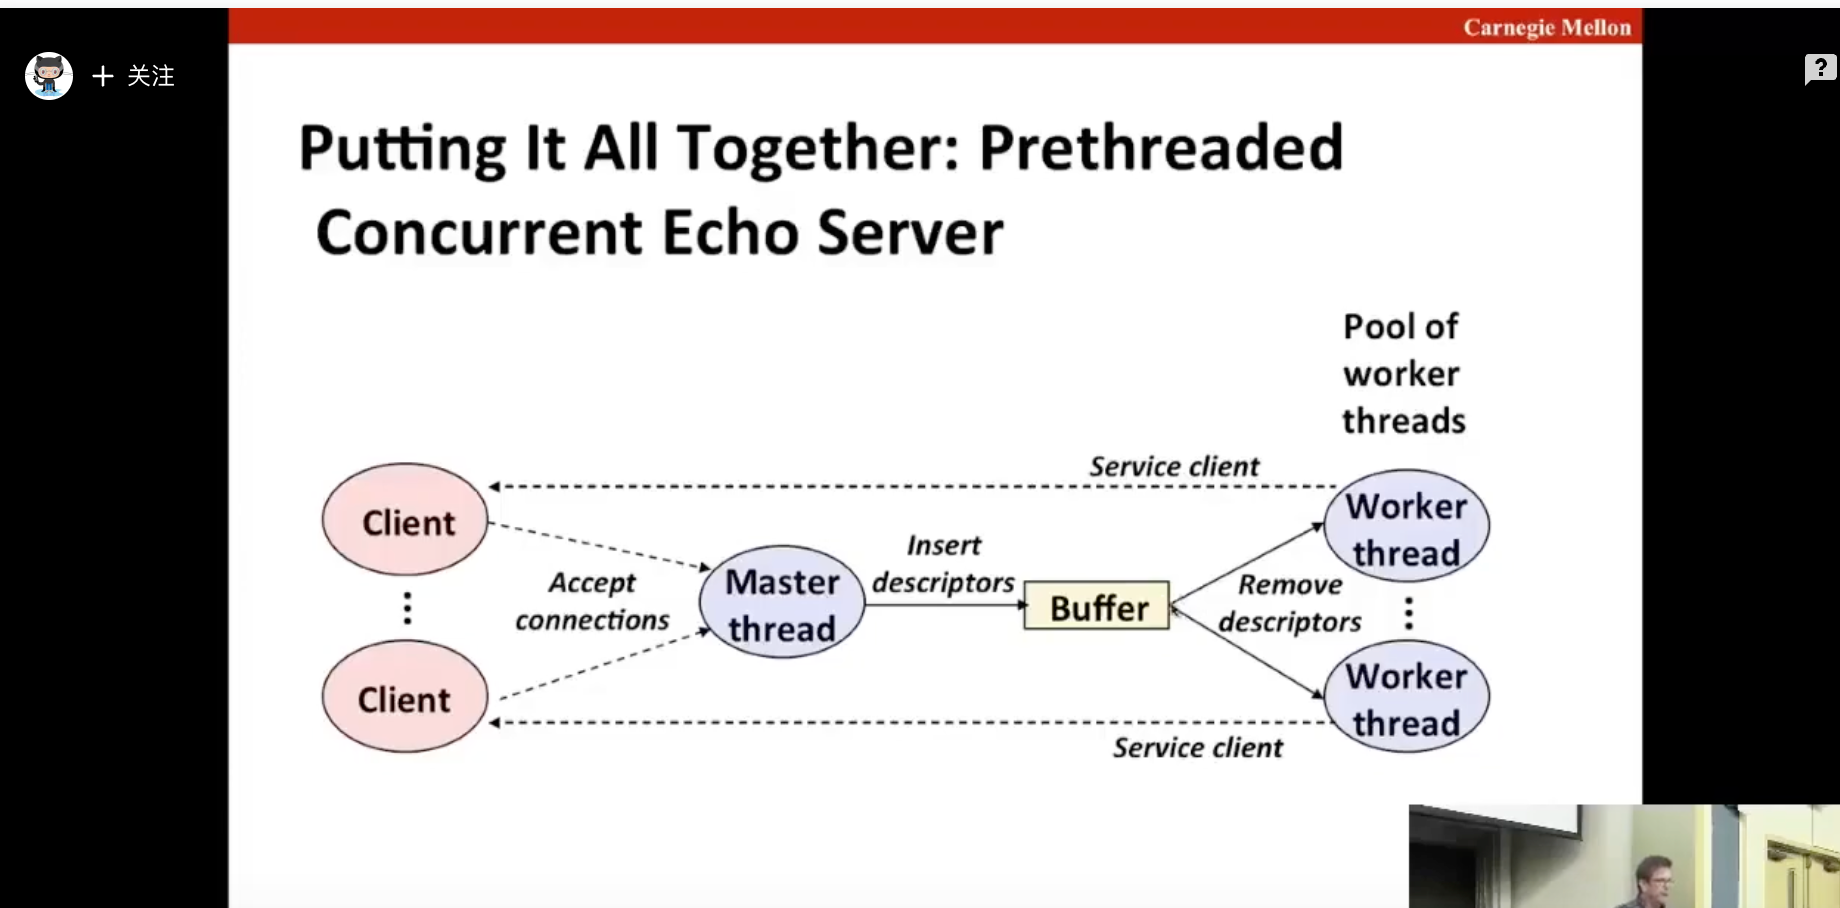 Carnegie Mellon
+ 关注
?
Putting It All Together: Prethreaded
Concurrent Echo Server
Pool of
worker
threads
Service client
Client
Worker
thread
Insert
descriptors
Accept
connections
Master
thread
Buffer
Remove
descriptors
Client
Worker
thread
Service client